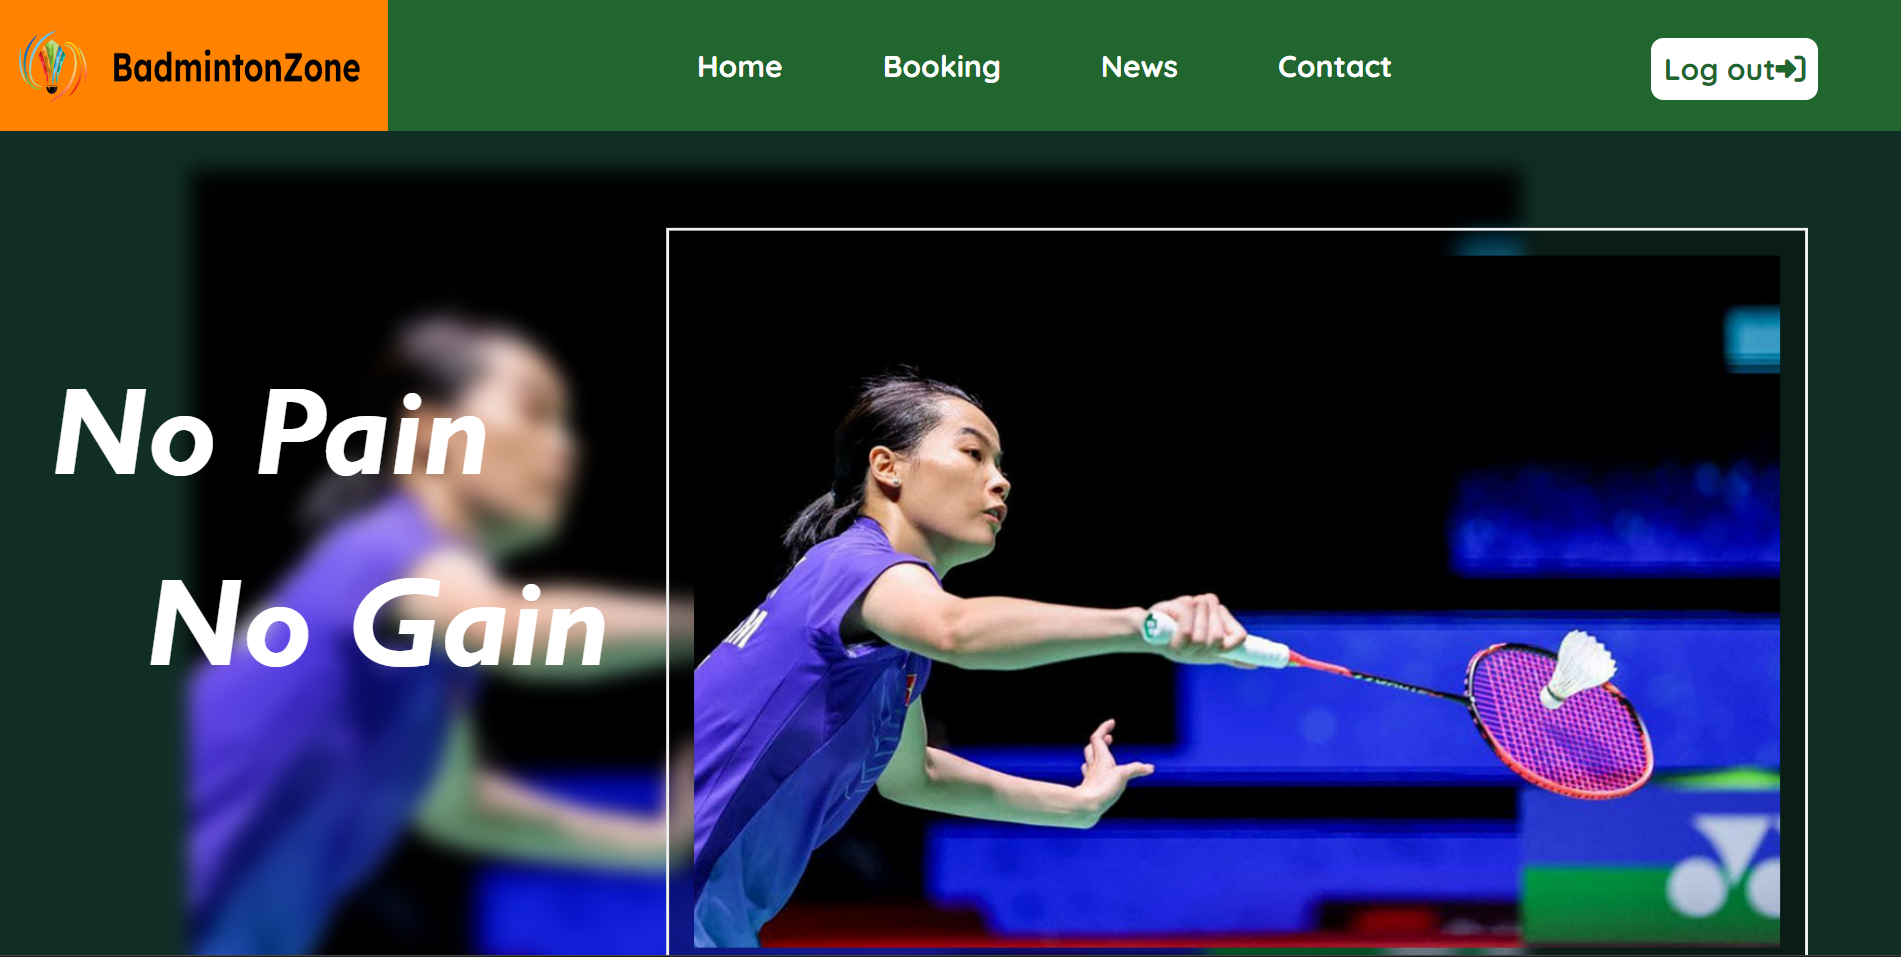 BadmintonZone
Home
Booking
News
Contact
Log out
No Pain
No Gain